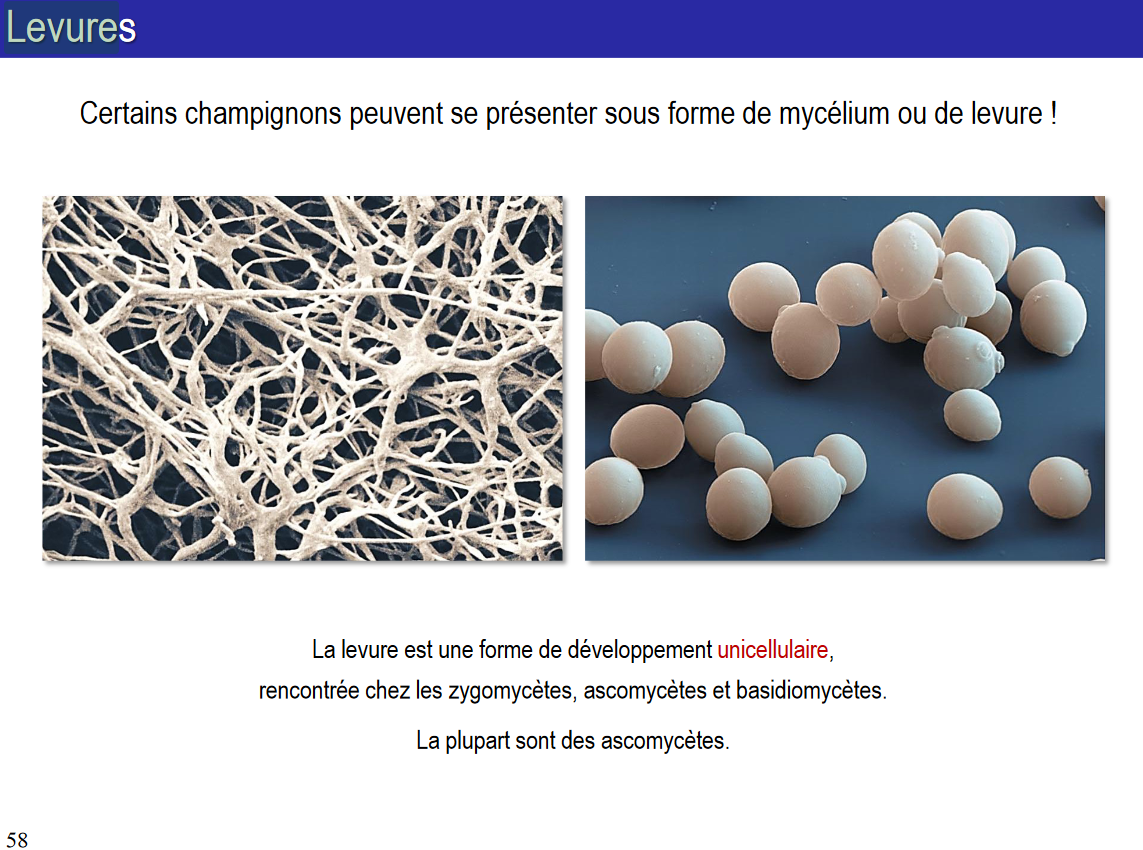 Levures
Certains champignons peuvent se présenter sous forme de mycélium ou de levure !
La levure est une forme de développement unicellulaire,
rencontrée chez les zygomycètes, ascomycètes et basidiomycètes.
La plupart sont des ascomycètes.
58